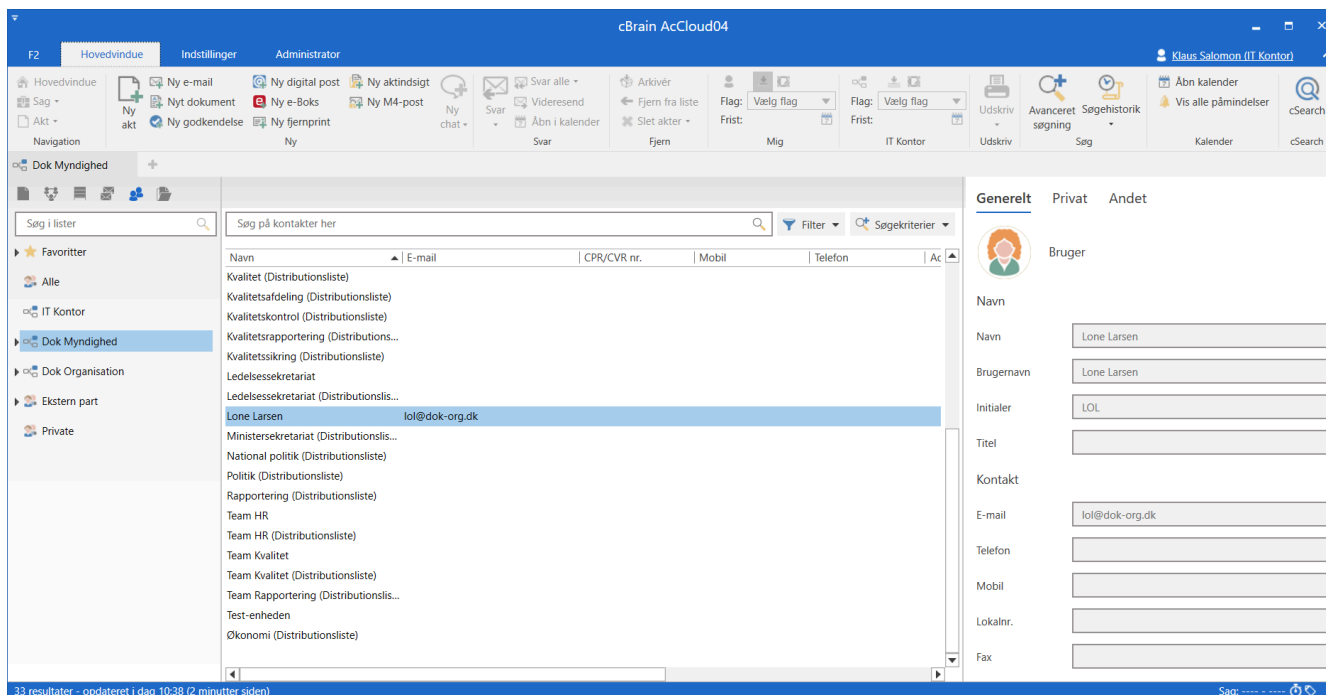 cBrain AcCloud04
F2 Hovedvindue Indstillinger Administrator Klaus Salomon (IT Kontor)
Hovedvindue
Sag
Akt
Navigation
Ny akt
Ny e-mail
Nyt dokument
Ny godkendelse
Ny digital post
Ny e-Boks
Ny fjernprint
Ny aktindsigt
Ny M4-post
Ny chat
Ny
Svar
Svar alle
Videresend
Åbn i kalender
Svar
Arkivér
Fjern fra liste
Slet akter
Fjern
Flag: Vælg flag
Frist:
Mig
Flag: Vælg flag
Frist:
IT Kontor
Udskriv
Udskriv
Avanceret søgning
Søgehistorik
Søg
Åbn kalender
Vis alle påmindelser
Kalender
cSearch
cSearch
Dok Myndighed
Søg i lister
Favoritter
Alle
IT Kontor
Dok Myndighed
Dok Organisation
Ekstern part
Private
Søg på kontakter her Filter Søgekriterier
Navn E-mail CPR/CVR nr. Mobil Telefon
Kvalitet (Distributionsliste)
Kvalitetsafdeling (Distributionsliste)
Kvalitetskontrol (Distributionsliste)
Kvalitetsrapportering (Distributions...
Kvalitetssikring (Distributionsliste)
Ledelsessekretariat
Ledelsessekretariat (Distributionslis...
Lone Larsen lol@dok-org.dk
Ministersekretariat (Distributionslis...
National politik (Distributionsliste)
Politik (Distributionsliste)
Rapportering (Distributionsliste)
Team HR
Team HR (Distributionsliste)
Team Kvalitet
Team Kvalitet (Distributionsliste)
Team Rapportering (Distributionslis...
Test-enheden
Økonomi (Distributionsliste)
Generelt Privat Andet
Bruger
Navn
Navn Lone Larsen
Brugernavn Lone Larsen
Initialer LOL
Titel
Kontakt
E-mail lol@dok-org.dk
Telefon
Mobil
Lokalnr.
Fax
33 resultater - opdateret i dag 10:38 (2 minutter siden) Sag: ---- - ----